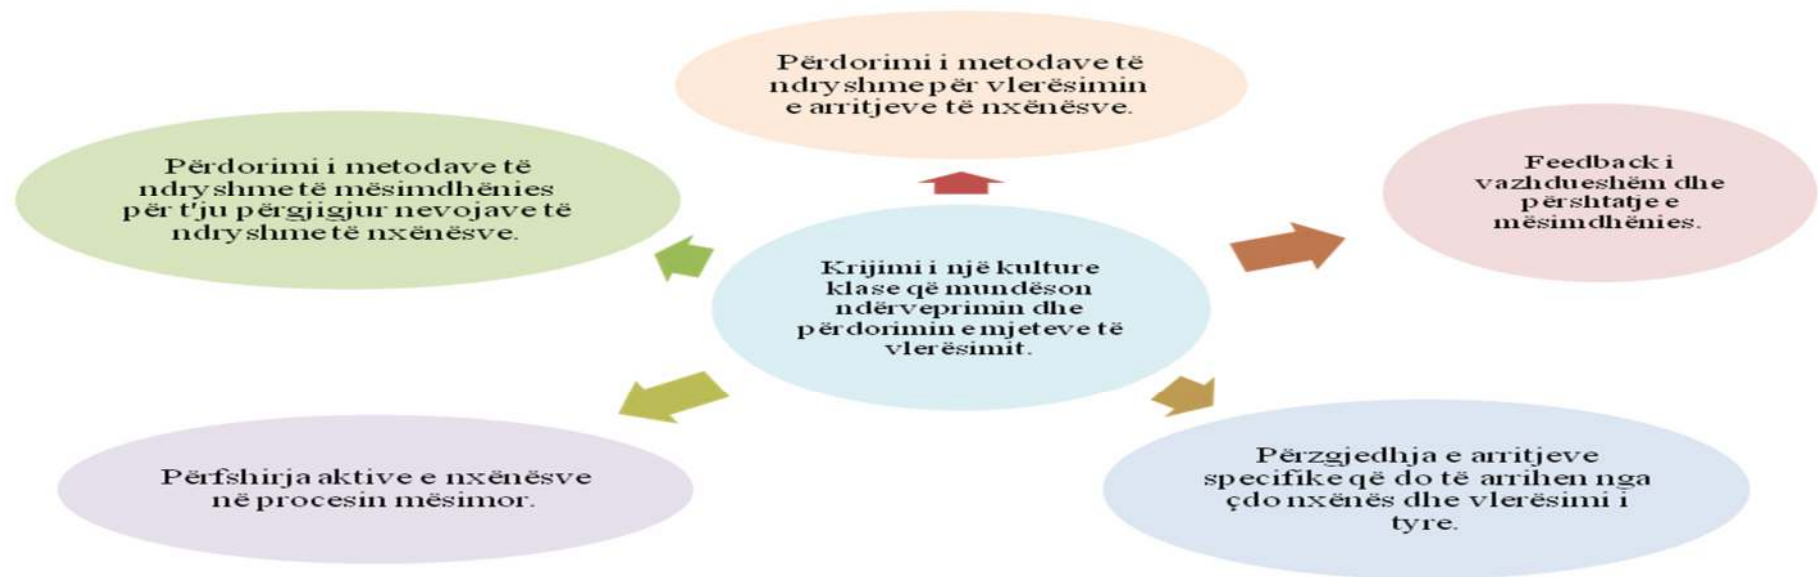 Përdorimi i metodave të
ndryshme për vlerësimin
e arritjeve të nxënësve.
Përdorimi i metodave të
ndryshme të mësimdhënies
për t'ju përgjigjur nevojave të
ndryshme të nxënësve.
Feedback i
vazhdueshëm dhe
përshtatje e
mësimdhënies.
Krijimi i një kulture
klase që mundëson
ndërveprimin dhe
përdorimin e mjeteve të
vlerësimit.
Përfshirja aktive e nxënësve
në procesin mësimor.
Përzgjedhja e arritjeve
specifike që do të arrihen nga
çdo nxënës dhe vlerësimi i
tyre.